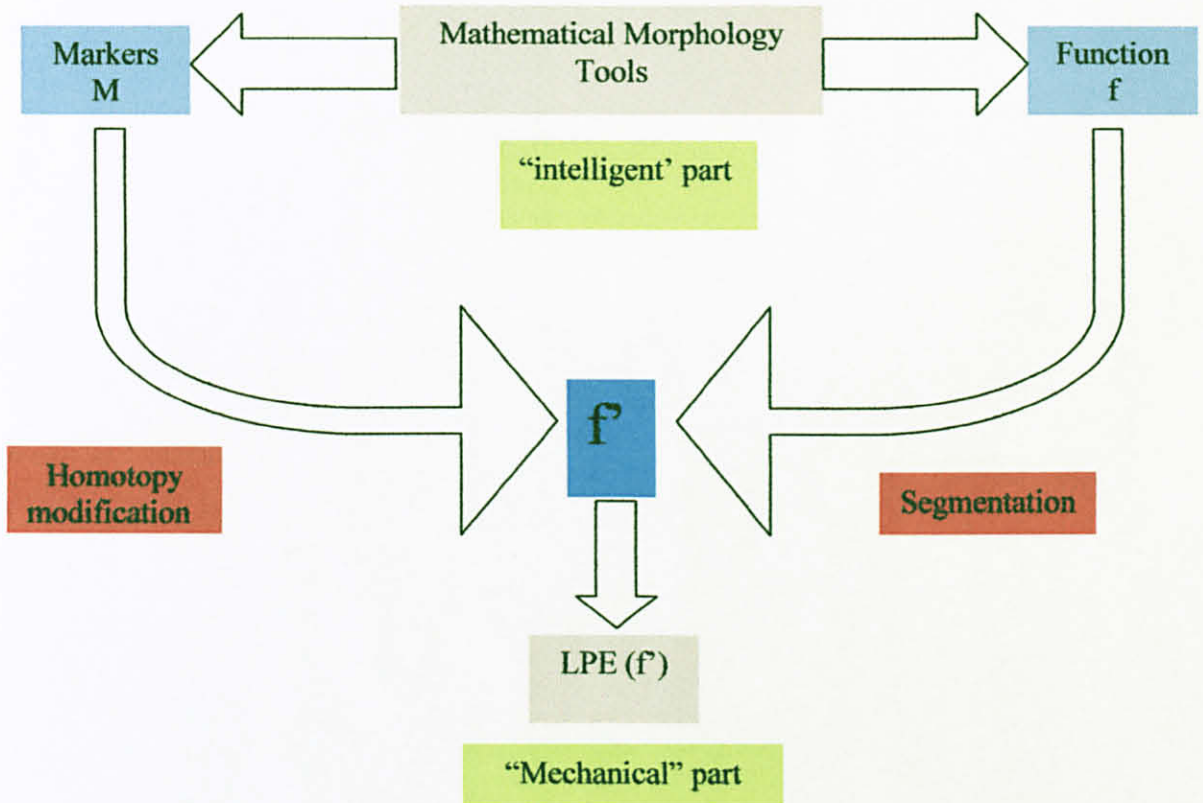 Markers
M
Mathematical Morphology
Tools
Function
f
“intelligent’ part
f’
Homotopy
modification
Segmentation
LPE (f’)
“Mechanical” part